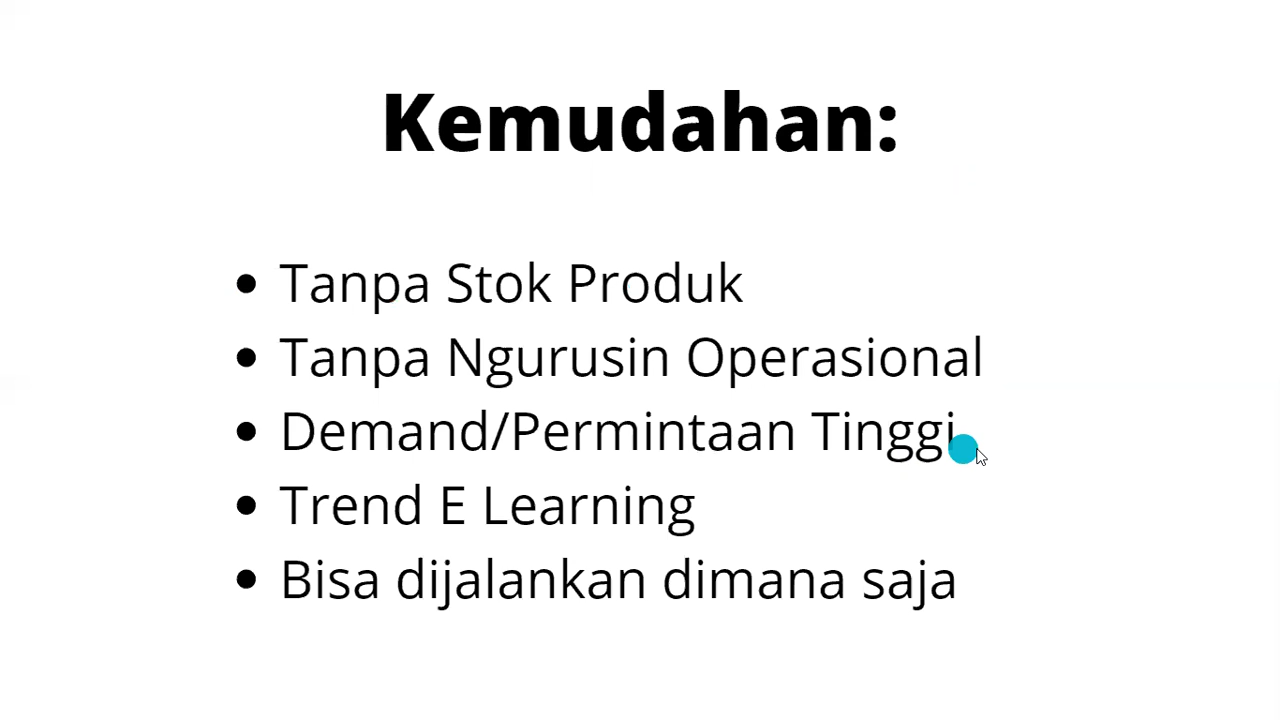 Kemudahan:
• Tanpa Stok Produk
• Tanpa Ngurusin Operasional
• Demand/Permintaan Tinggi
• Trend E Learning
• Bisa dijalankan dimana saja